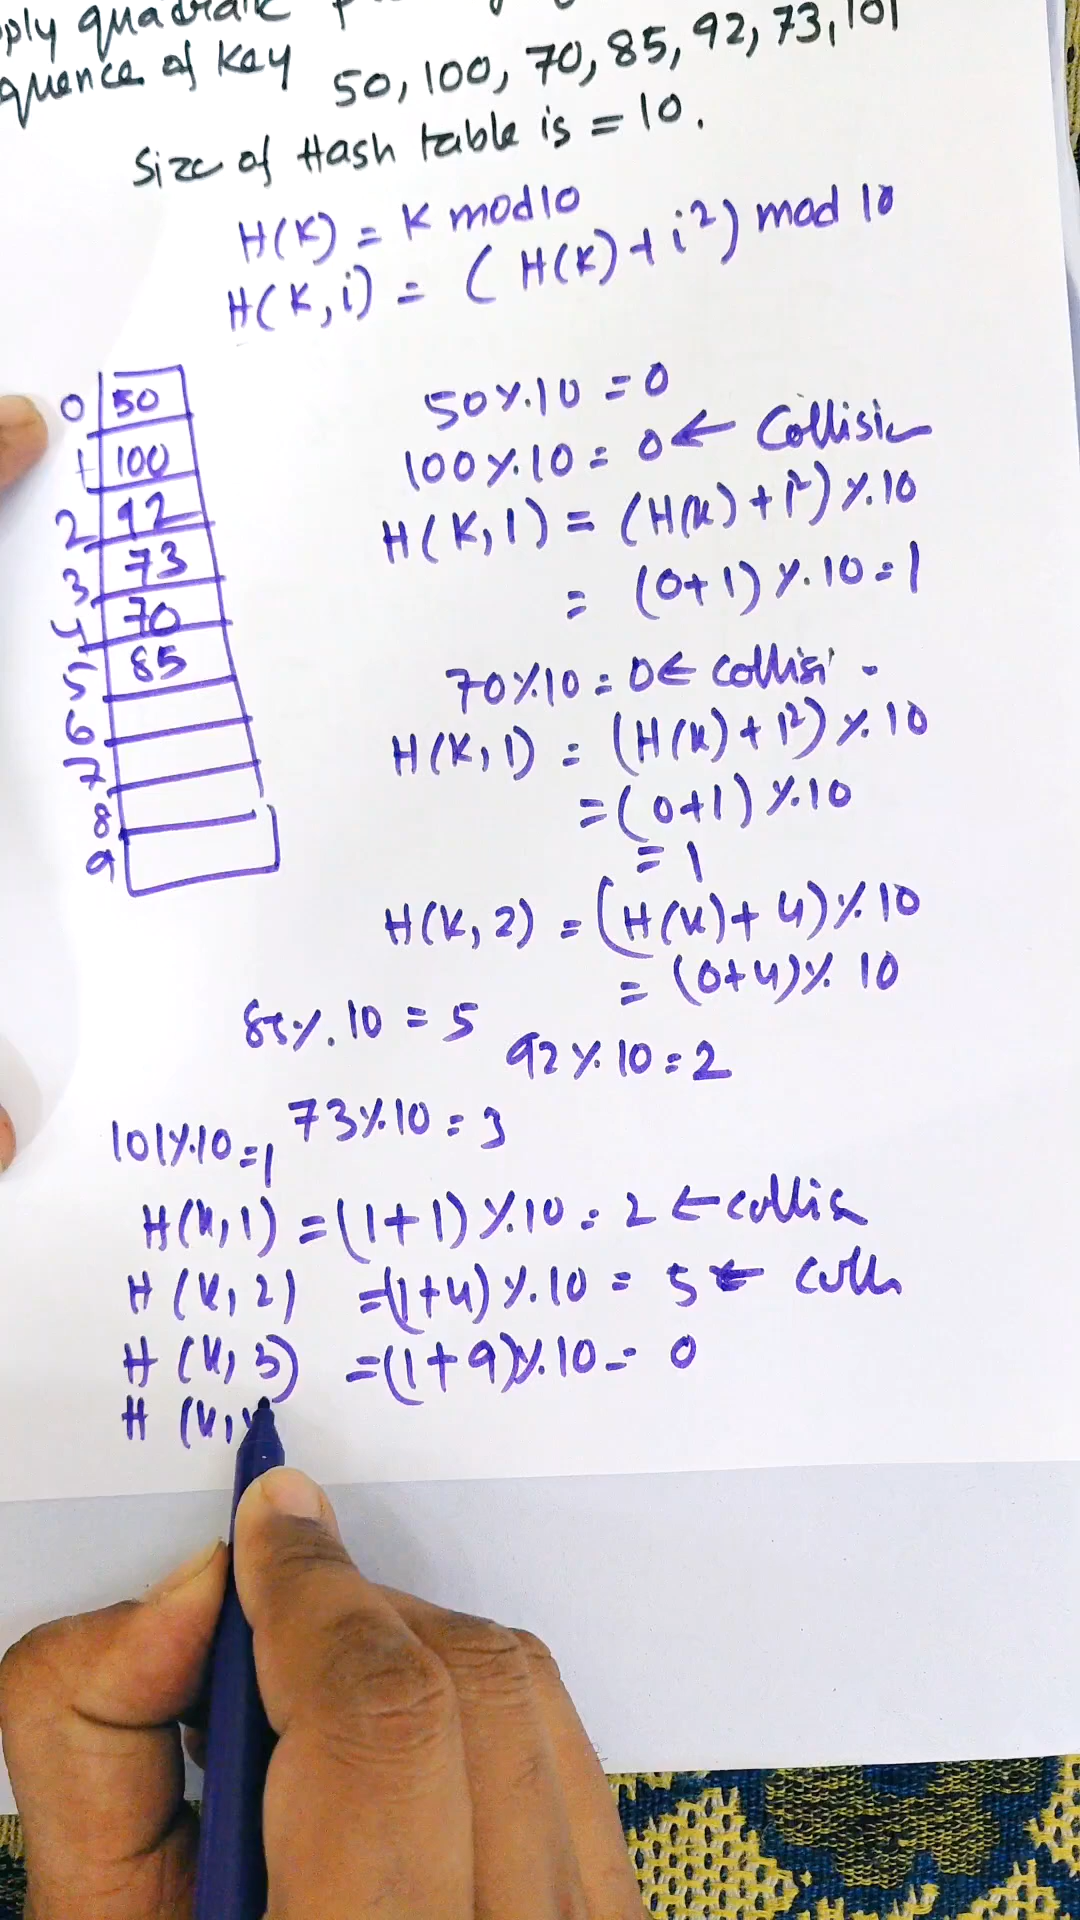 quadratic
quence of Key 50, 100, 70, 85, 92, 73, 101
Size of Hash table is = 10.
H(K) = K mod 10
H(K, i) = ( H(K) + i²) mod 10
0 50
1 100
2 92
3 73
4 70
5 85
6
7
8
9
50 % 10 = 0
100 % 10 = 0 ←
H(K, 1) = (H(K) + 1²) % 10
= (0+1) % 10 = 1
70 % 10 = 0 ←
H(K, 1) = (H(K) + 1²) % 10
= (0+1) % 10
= 1
H(K, 2) = (H(K) + 4) % 10
= (0+4) % 10
85 % 10 = 5
92 % 10 = 2
73 % 10 = 3
101 % 10 = 1
H(K, 1) = (1+1) % 10 = 2 ←
H (K, 2) = (1+4) % 10 = 5 ←
H (K, 3) = (1+9) % 10 = 0
H (K,